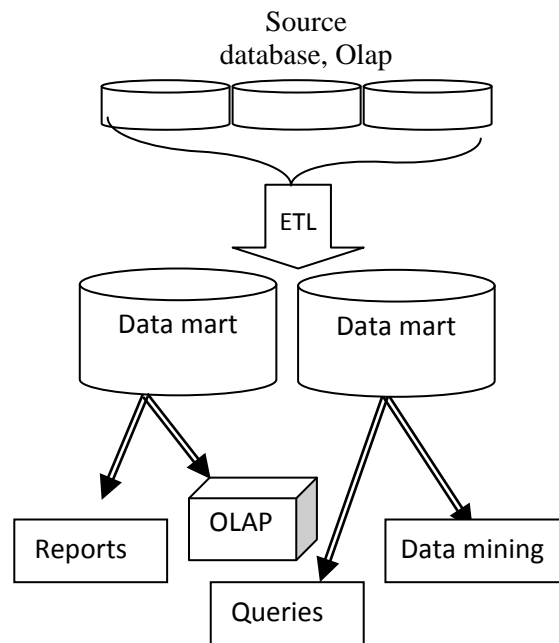 Source
database, Olap
ETL
Data mart
Data mart
OLAP
Reports
Data mining
Queries